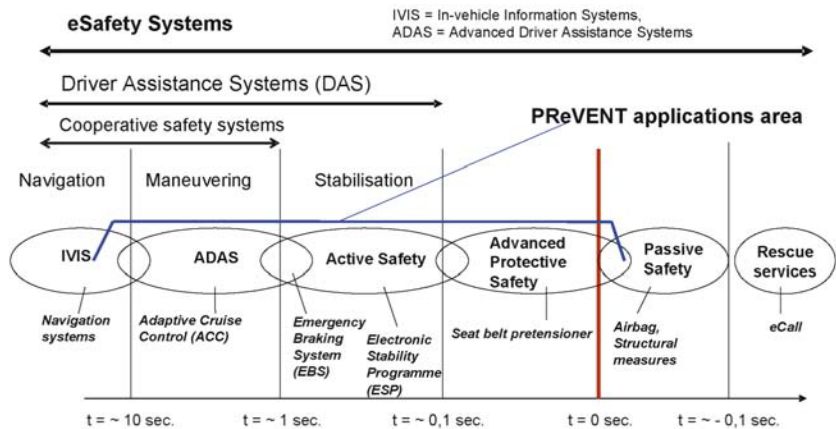 eSafety Systems
IVIS = In-vehicle Information Systems,
ADAS = Advanced Driver Assistance Systems
Driver Assistance Systems (DAS)
PReVENT applications area
Cooperative safety systems
Navigation
Maneuvering
Stabilisation
IVIS
ADAS
Active Safety
Advanced
Protective
Safety
Passive
Safety
Rescue
services
Navigation
systems
Adaptive Cruise
Control (ACC)
Emergency
Braking
System
(EBS)
Electronic
Stability
Programme
(ESP)
Seat belt pretensioner
Airbag,
Structural
measures
eCall
t = ~ 10 sec.
t = ~ 1 sec.
t = ~ 0,1 sec.
t = 0 sec.
t = ~ - 0,1 sec.